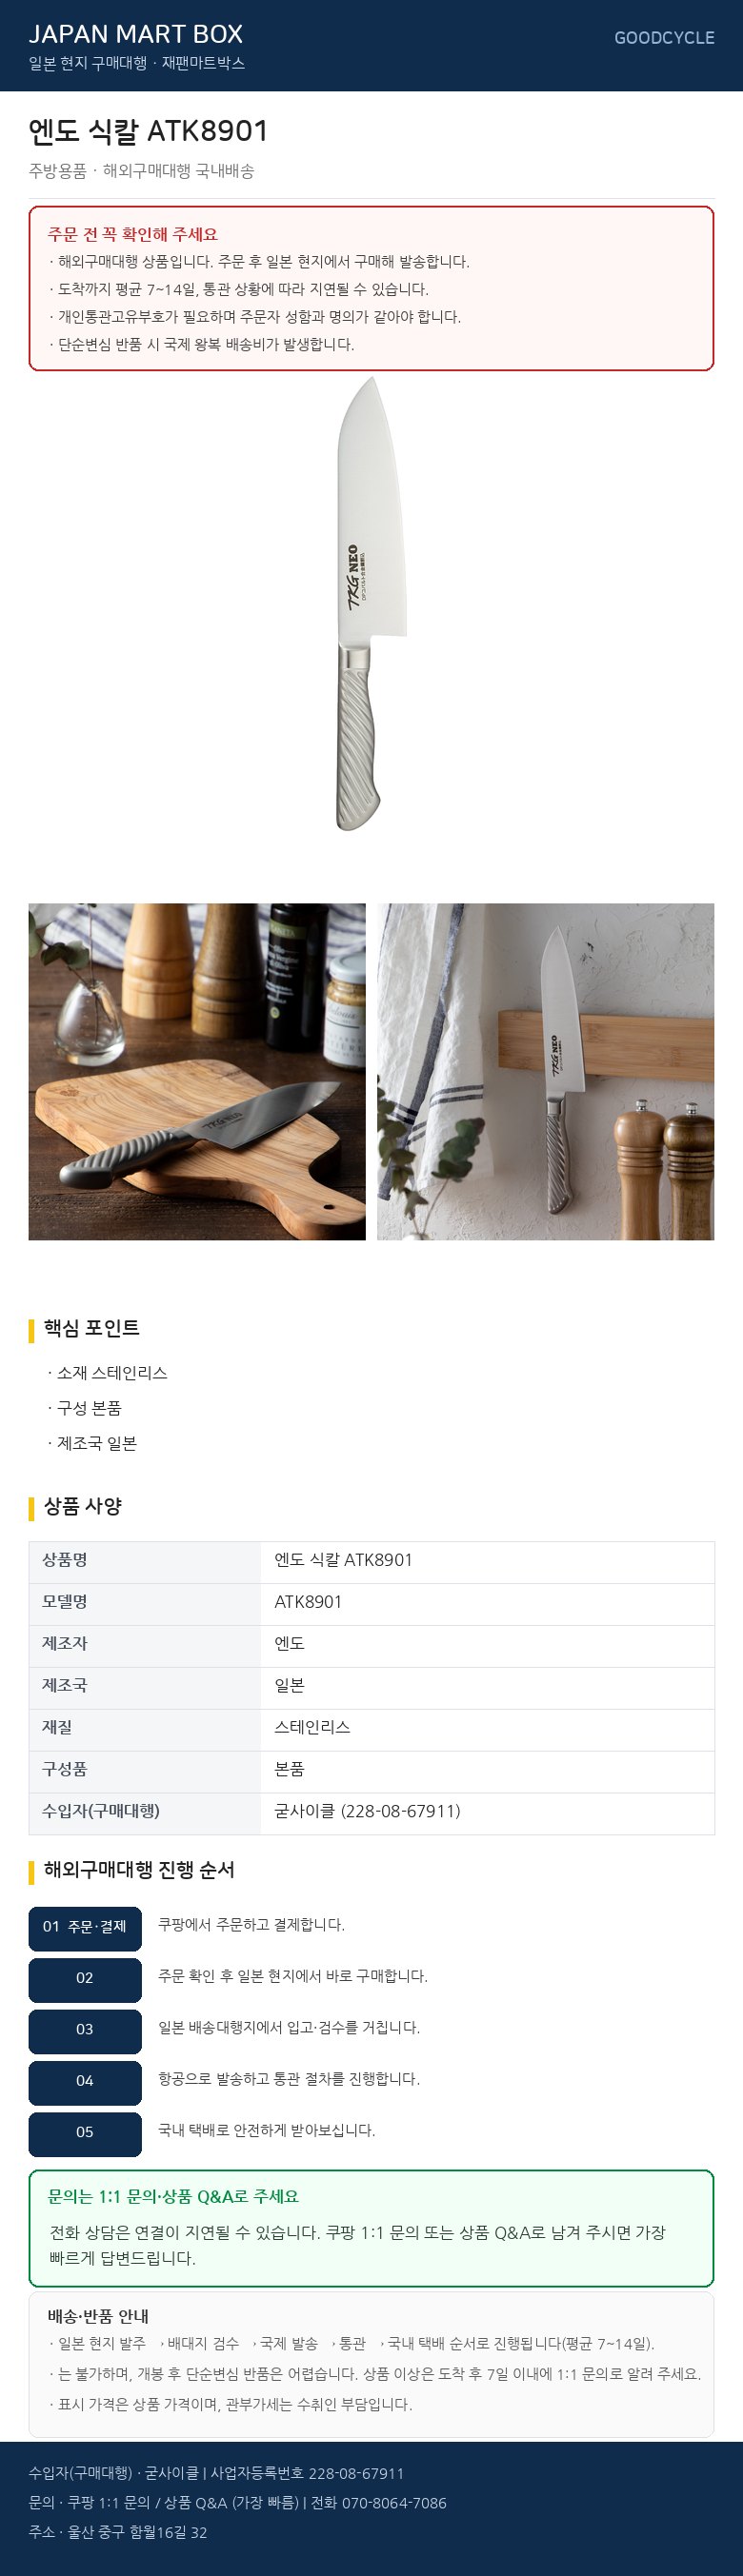 JAPAN MART BOX
GOODCYCLE
일본 현지 구매대행 · 재팬마트박스
엔도 식칼 ATK8901
주방용품 · 해외구매대행 국내배송
주문 전 꼭 확인해 주세요
· 해외구매대행 상품입니다. 주문 후 일본 현지에서 구매해 발송합니다.
· 도착까지 평균 7~14일, 통관 상황에 따라 지연될 수 있습니다.
· 개인통관고유부호가 필요하며 주문자 성함과 명의가 같아야 합니다.
· 단순변심 반품 시 국제 왕복 배송비가 발생합니다.
TKG NEO
TKG NEO
TKG NEO
핵심 포인트
· 소재 스테인리스
· 구성 본품
· 제조국 일본
상품 사양
상품명 엔도 식칼 ATK8901
모델명 ATK8901
제조자 엔도
제조국 일본
재질 스테인리스
구성품 본품
수입자(구매대행) 굳사이클 (228-08-67911)
해외구매대행 진행 순서
01 주문·결제 쿠팡에서 주문하고 결제합니다.
02 주문 확인 후 일본 현지에서 바로 구매합니다.
03 일본 배송대행지에서 입고·검수를 거칩니다.
04 항공으로 발송하고 통관 절차를 진행합니다.
05 국내 택배로 안전하게 받아보십니다.
문의는 1:1 문의·상품 Q&A로 주세요
전화 상담은 연결이 지연될 수 있습니다. 쿠팡 1:1 문의 또는 상품 Q&A로 남겨 주시면 가장
빠르게 답변드립니다.
배송·반품 안내
· 일본 현지 발주 › 배대지 검수 › 국제 발송 › 통관 › 국내 택배 순서로 진행됩니다(평균 7~14일).
· 는 불가하며, 개봉 후 단순변심 반품은 어렵습니다. 상품 이상은 도착 후 7일 이내에 1:1 문의로 알려 주세요.
· 표시 가격은 상품 가격이며, 관부가세는 수취인 부담입니다.
수입자(구매대행) · 굳사이클 | 사업자등록번호 228-08-67911
문의 · 쿠팡 1:1 문의 / 상품 Q&A (가장 빠름) | 전화 070-8064-7086
주소 · 울산 중구 함월16길 32